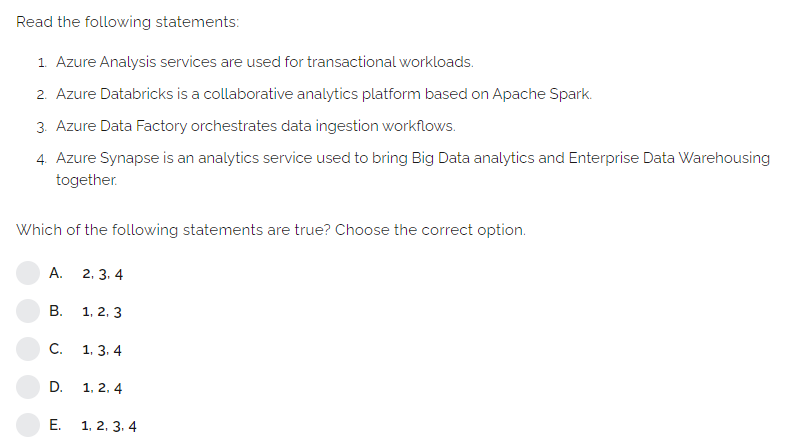 Read the following statements:
1. Azure Analysis services are used for transactional workloads.
2. Azure Databricks is a collaborative analytics platform based on Apache Spark.
3. Azure Data Factory orchestrates data ingestion workflows.
4. Azure Synapse is an analytics service used to bring Big Data analytics and Enterprise Data Warehousing
together.
Which of the following statements are true? Choose the correct option.
A. 2, 3, 4
B. 1, 2, 3
C. 1, 3, 4
D. 1, 2, 4
E. 1, 2, 3, 4